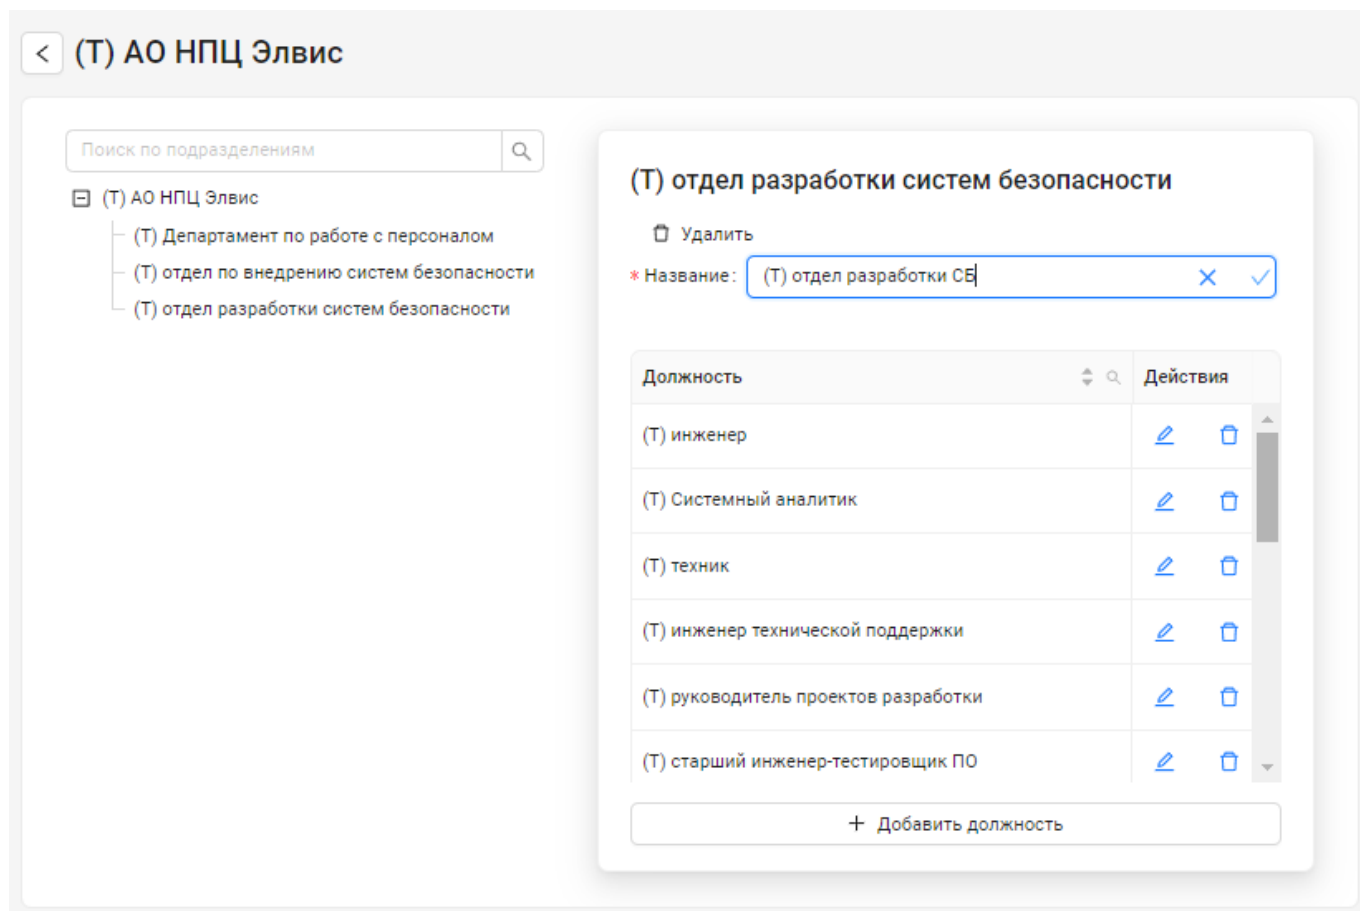 (Т) АО НПЦ Элвис
Поиск по подразделениям
(Т) АО НПЦ Элвис
(Т) Департамент по работе с персоналом
(Т) отдел по внедрению систем безопасности
(Т) отдел разработки систем безопасности
(Т) отдел разработки систем безопасности
Удалить
* Название: (Т) отдел разработки СБ
Должность Действия
(Т) инженер
(Т) Системный аналитик
(Т) техник
(Т) инженер технической поддержки
(Т) руководитель проектов разработки
(Т) старший инженер-тестировщик ПО
+ Добавить должность